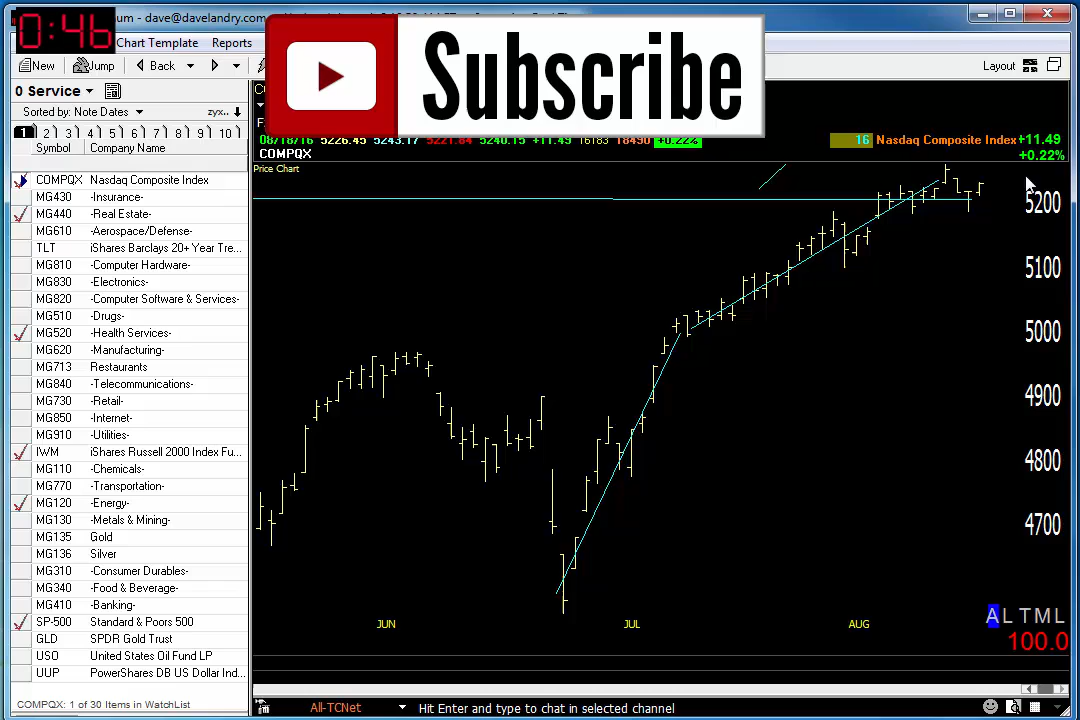 0:46
um - dave@davelandry.com
Chart Template Reports
New Jump Back
Layout
Subscribe
0 Service
Sorted by: Note Dates zyx..
1 2 3 4 5 6 7 8 9 10
Symbol Company Name
COMPQX Nasdaq Composite Index
MG430 -Insurance-
MG440 -Real Estate-
MG610 -Aerospace/Defense-
TLT iShares Barclays 20+ Year Tre...
MG810 -Computer Hardware-
MG830 -Electronics-
MG820 -Computer Software & Services-
MG510 -Drugs-
MG520 -Health Services-
MG620 -Manufacturing-
MG713 Restaurants
MG840 -Telecommunications-
MG730 -Retail-
MG850 -Internet-
MG910 -Utilities-
IWM iShares Russell 2000 Index Fu...
MG110 -Chemicals-
MG770 -Transportation-
MG120 -Energy-
MG130 -Metals & Mining-
MG135 Gold
MG136 Silver
MG310 -Consumer Durables-
MG340 -Food & Beverage-
MG410 -Banking-
SP-500 Standard & Poors 500
GLD SPDR Gold Trust
USO United States Oil Fund LP
UUP PowerShares DB US Dollar Ind...
COMPQX: 1 of 30 Items in WatchList
08/18/16 5226.45 5243.17 5221.84 5240.15 +11.49 16183 18490 +0.22%
COMPQX
16 Nasdaq Composite Index +11.49
+0.22%
Price Chart
5200
5100
5000
4900
4800
4700
JUN JUL AUG
A L T M L
100.0
All-TCNet Hit Enter and type to chat in selected channel